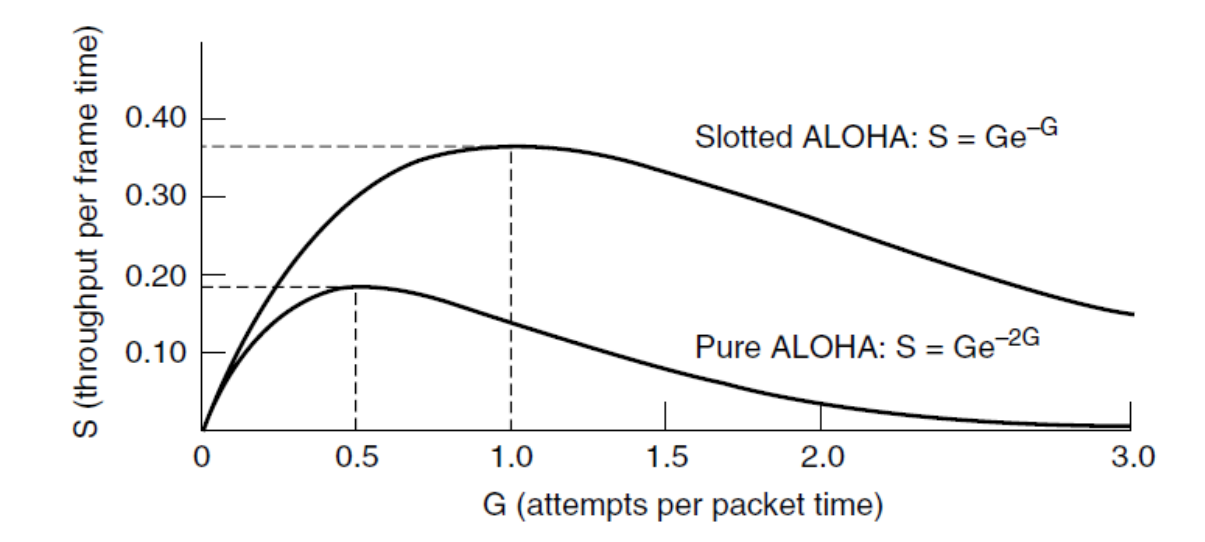 S (throughput per frame time)
0.40
0.30
0.20
0.10
Slotted ALOHA: S = Ge⁻ᴳ
Pure ALOHA: S = Ge⁻²ᴳ
0 0.5 1.0 1.5 2.0 3.0
G (attempts per packet time)